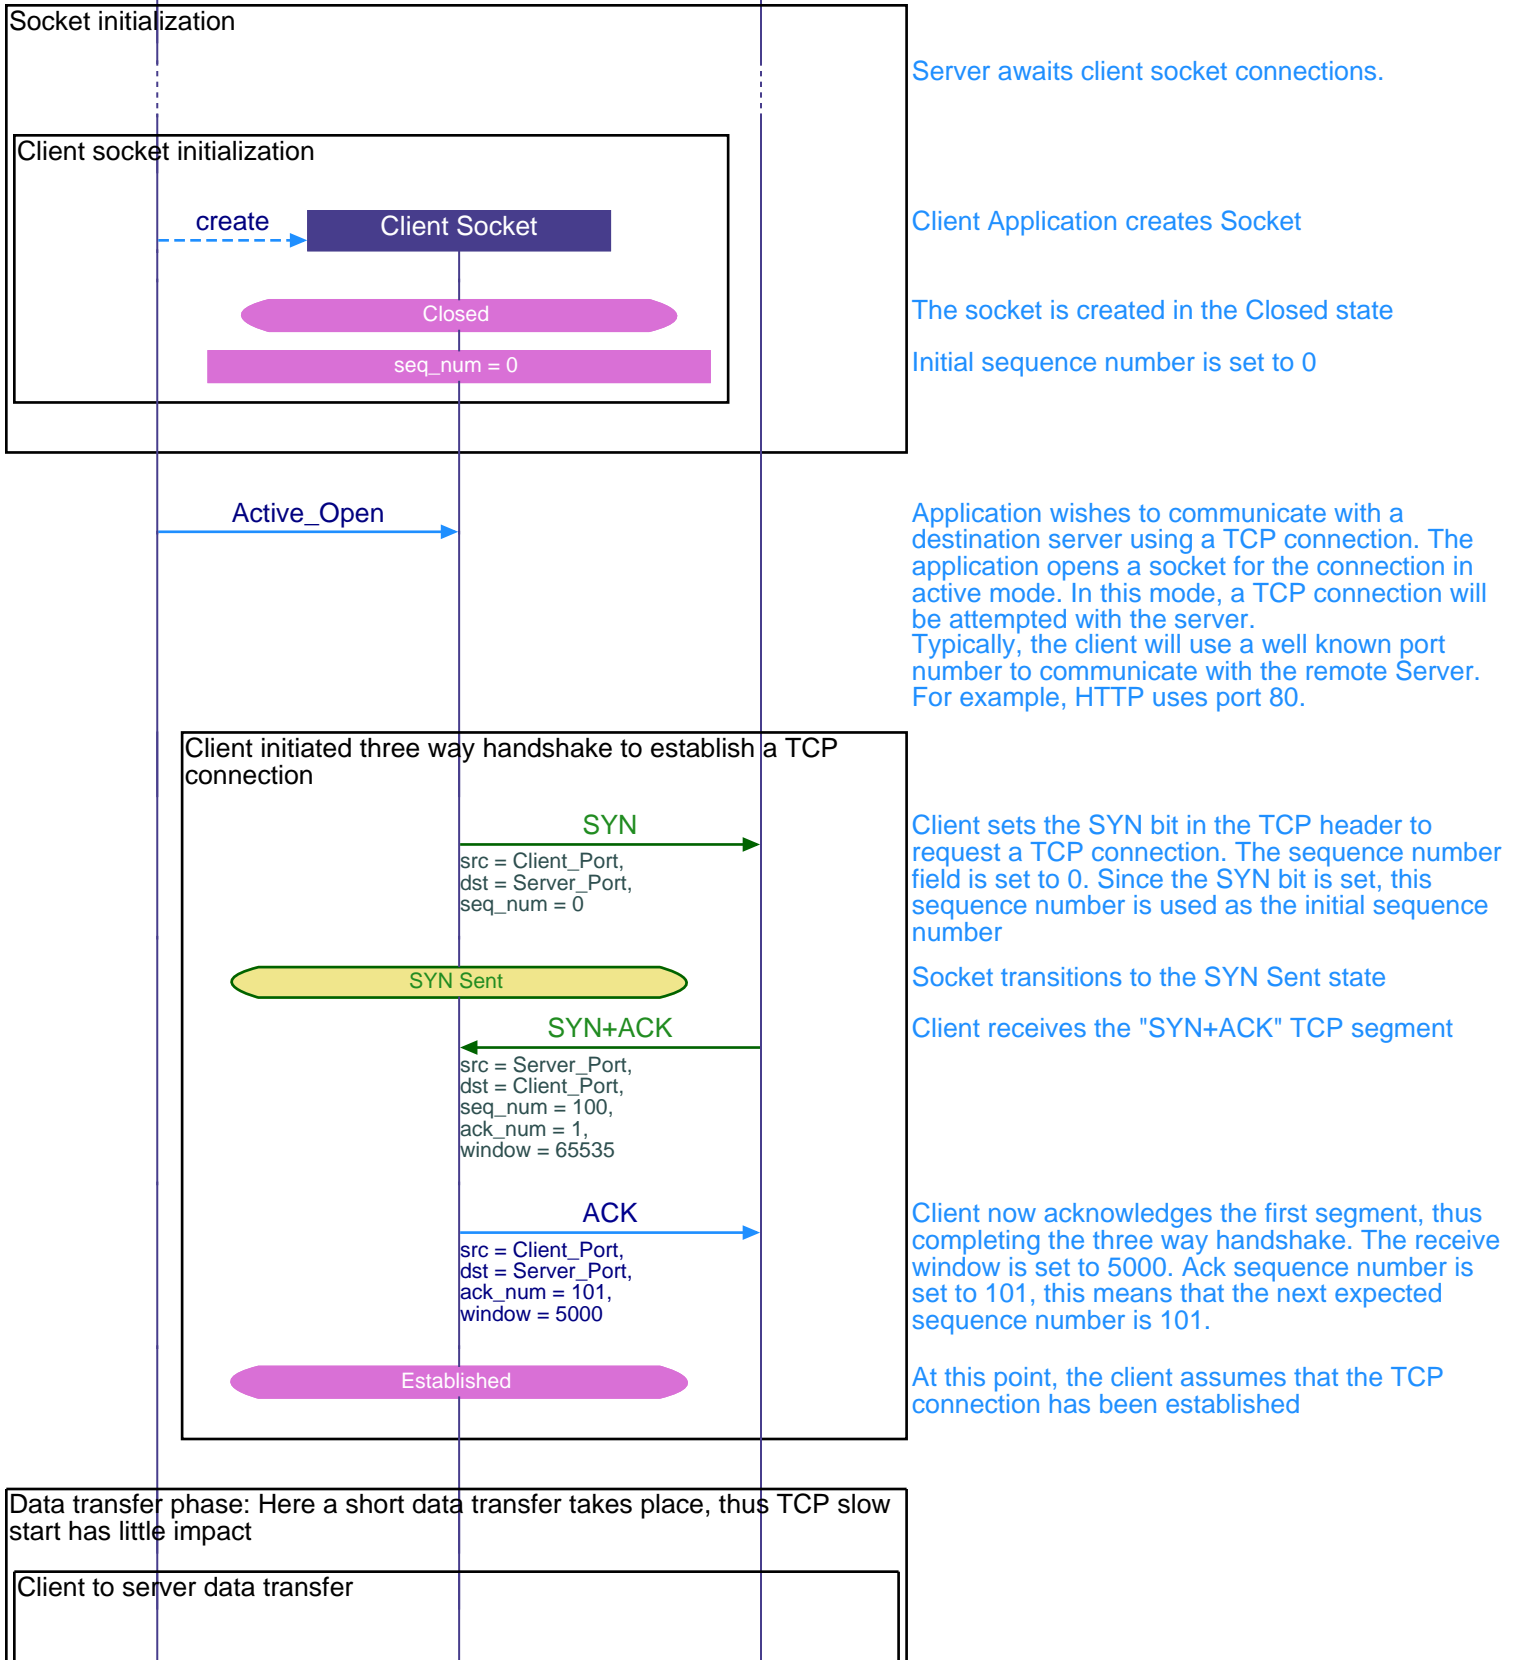 Socket initialization
Server awaits client socket connections.
Client socket initialization
create
Client Socket
Client Application creates Socket
Closed
The socket is created in the Closed state
seq_num = 0
Initial sequence number is set to 0
Active_Open
Application wishes to communicate with a
destination server using a TCP connection. The
application opens a socket for the connection in
active mode. In this mode, a TCP connection will
be attempted with the server.
Typically, the client will use a well known port
number to communicate with the remote Server.
For example, HTTP uses port 80.
Client initiated three way handshake to establish a TCP
connection
SYN
src = Client_Port,
dst = Server_Port,
seq_num = 0
Client sets the SYN bit in the TCP header to
request a TCP connection. The sequence number
field is set to 0. Since the SYN bit is set, this
sequence number is used as the initial sequence
number
SYN Sent
Socket transitions to the SYN Sent state
SYN+ACK
Client receives the "SYN+ACK" TCP segment
src = Server_Port,
dst = Client_Port,
seq_num = 100,
ack_num = 1,
window = 65535
ACK
src = Client_Port,
dst = Server_Port,
ack_num = 101,
window = 5000
Client now acknowledges the first segment, thus
completing the three way handshake. The receive
window is set to 5000. Ack sequence number is
set to 101, this means that the next expected
sequence number is 101.
Established
At this point, the client assumes that the TCP
connection has been established
Data transfer phase: Here a short data transfer takes place, thus TCP slow
start has little impact
Client to server data transfer